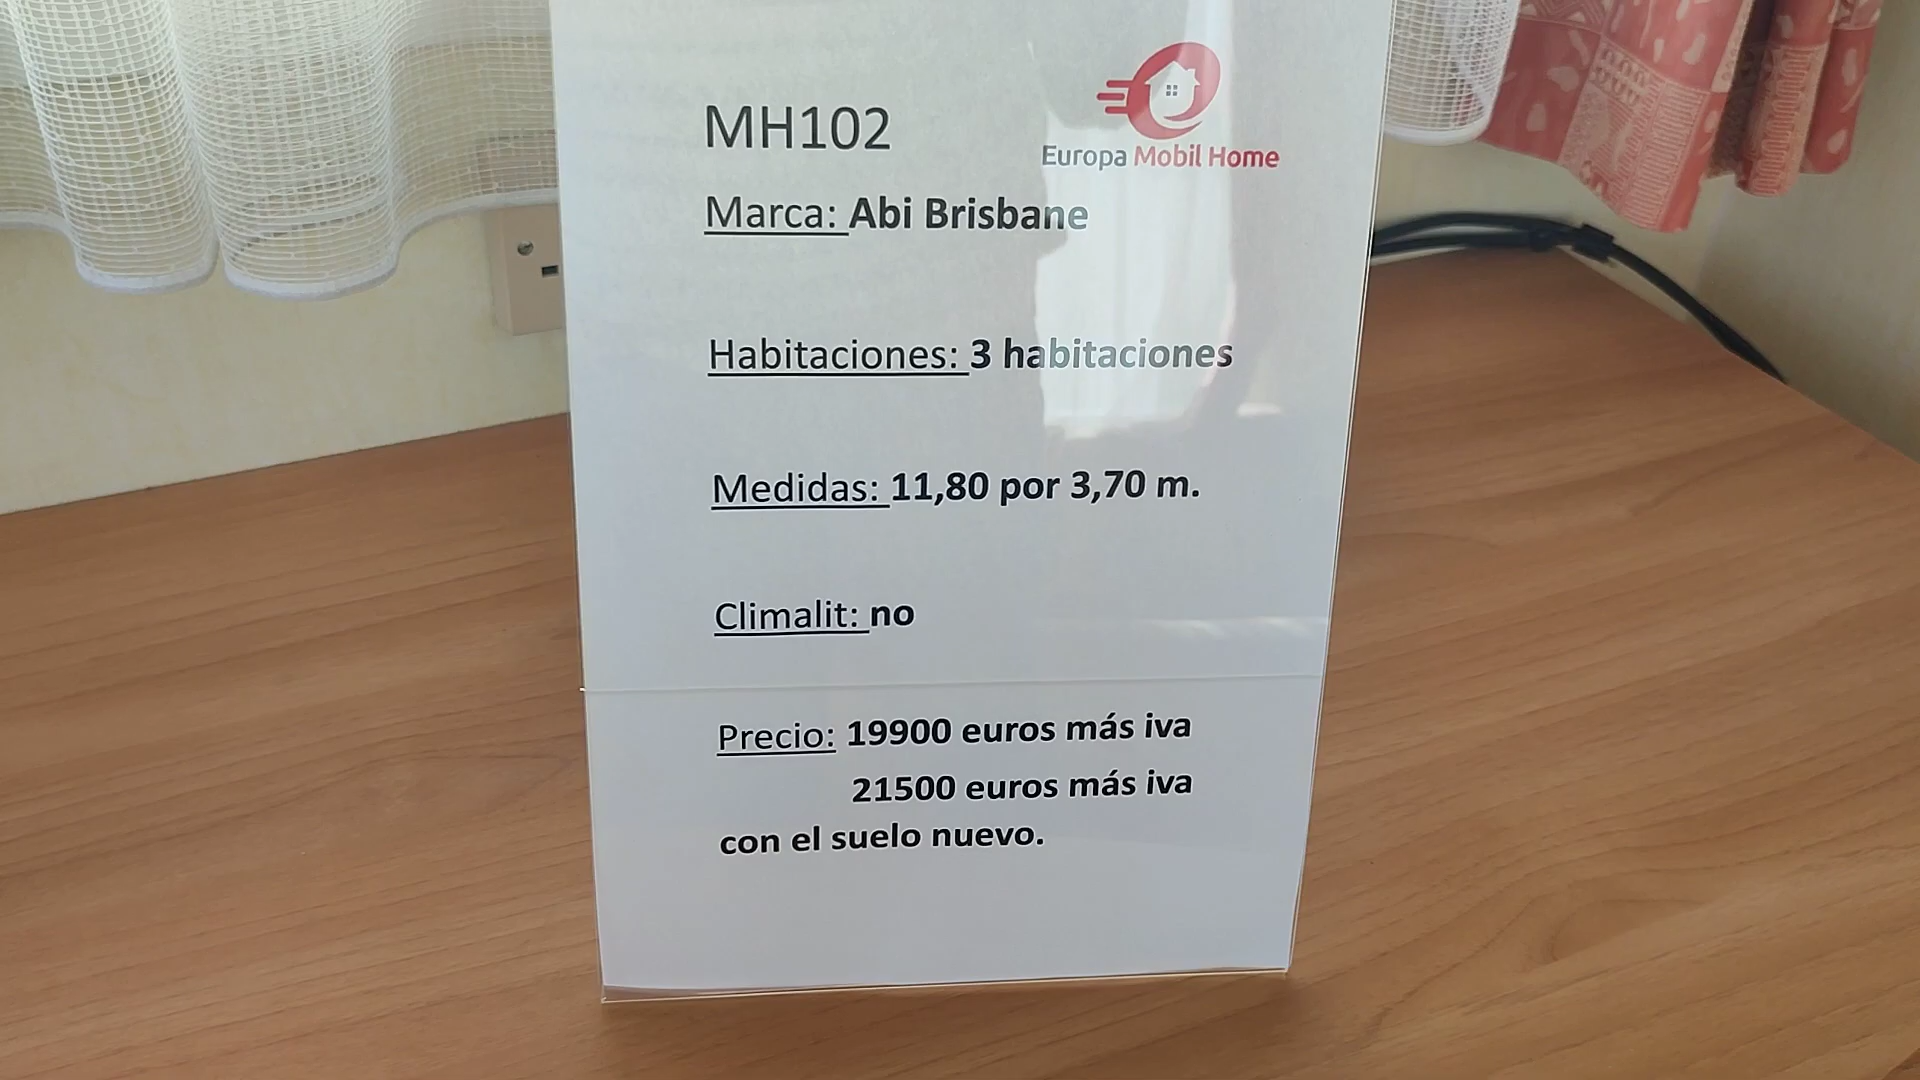 MH102
Europa Mobil Home
Marca: Abi Brisbane
Habitaciones: 3 habitaciones
Medidas: 11,80 por 3,70 m.
Climalit: no
Precio: 19900 euros más iva
21500 euros más iva
con el suelo nuevo.